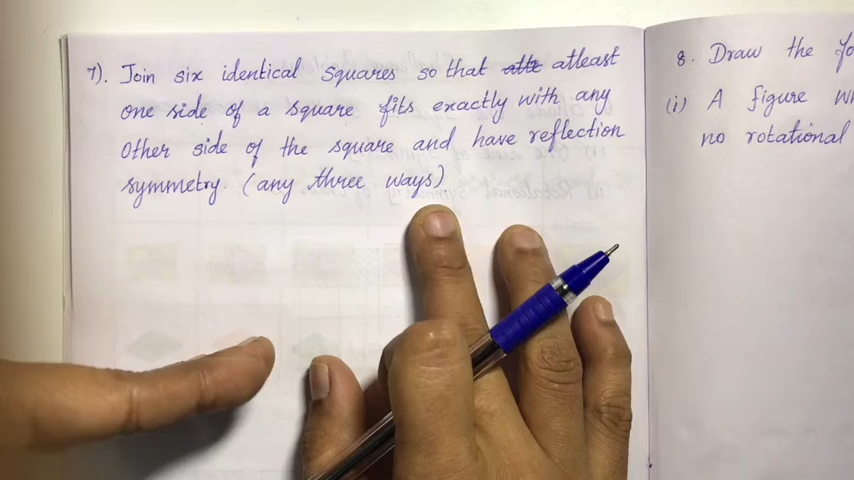 7). Join six identical squares so that atleast
one side of a square fits exactly with any
Other side of the square and have reflection
symmetry. (any three ways).
8. Draw the
(i) A figure
no rotational